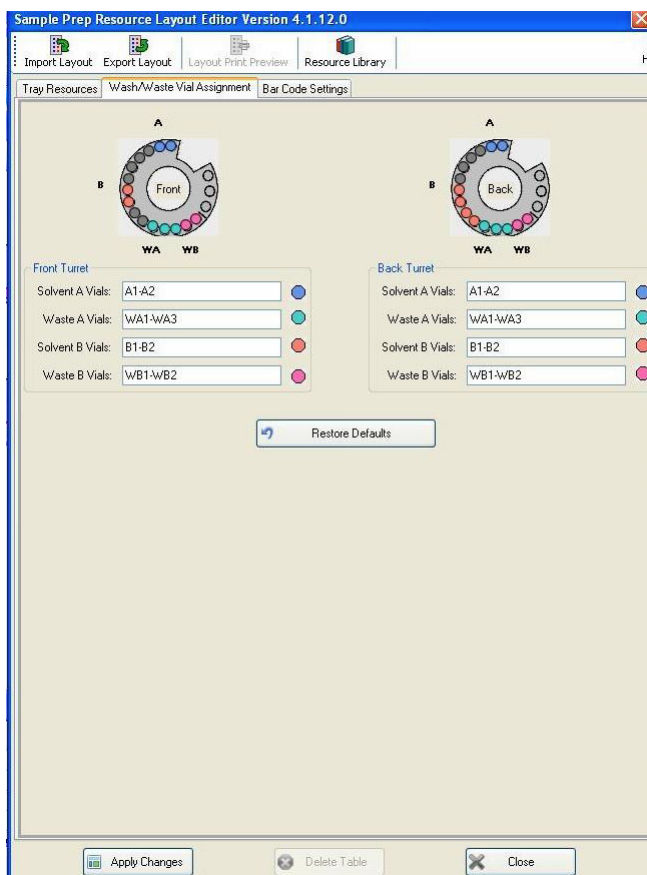 Sample Prep Resource Layout Editor Version 4.1.12.0
Import Layout Export Layout Layout Print Preview Resource Library H
Tray Resources Wash/Waste Vial Assignment Bar Code Settings
A A
B Front B Back
WA WB WA WB
Front Turret Back Turret
Solvent A Vials: A1-A2 Solvent A Vials: A1-A2
Waste A Vials: WA1-WA3 Waste A Vials: WA1-WA3
Solvent B Vials: B1-B2 Solvent B Vials: B1-B2
Waste B Vials: WB1-WB2 Waste B Vials: WB1-WB2
Restore Defaults
Apply Changes Delete Table Close